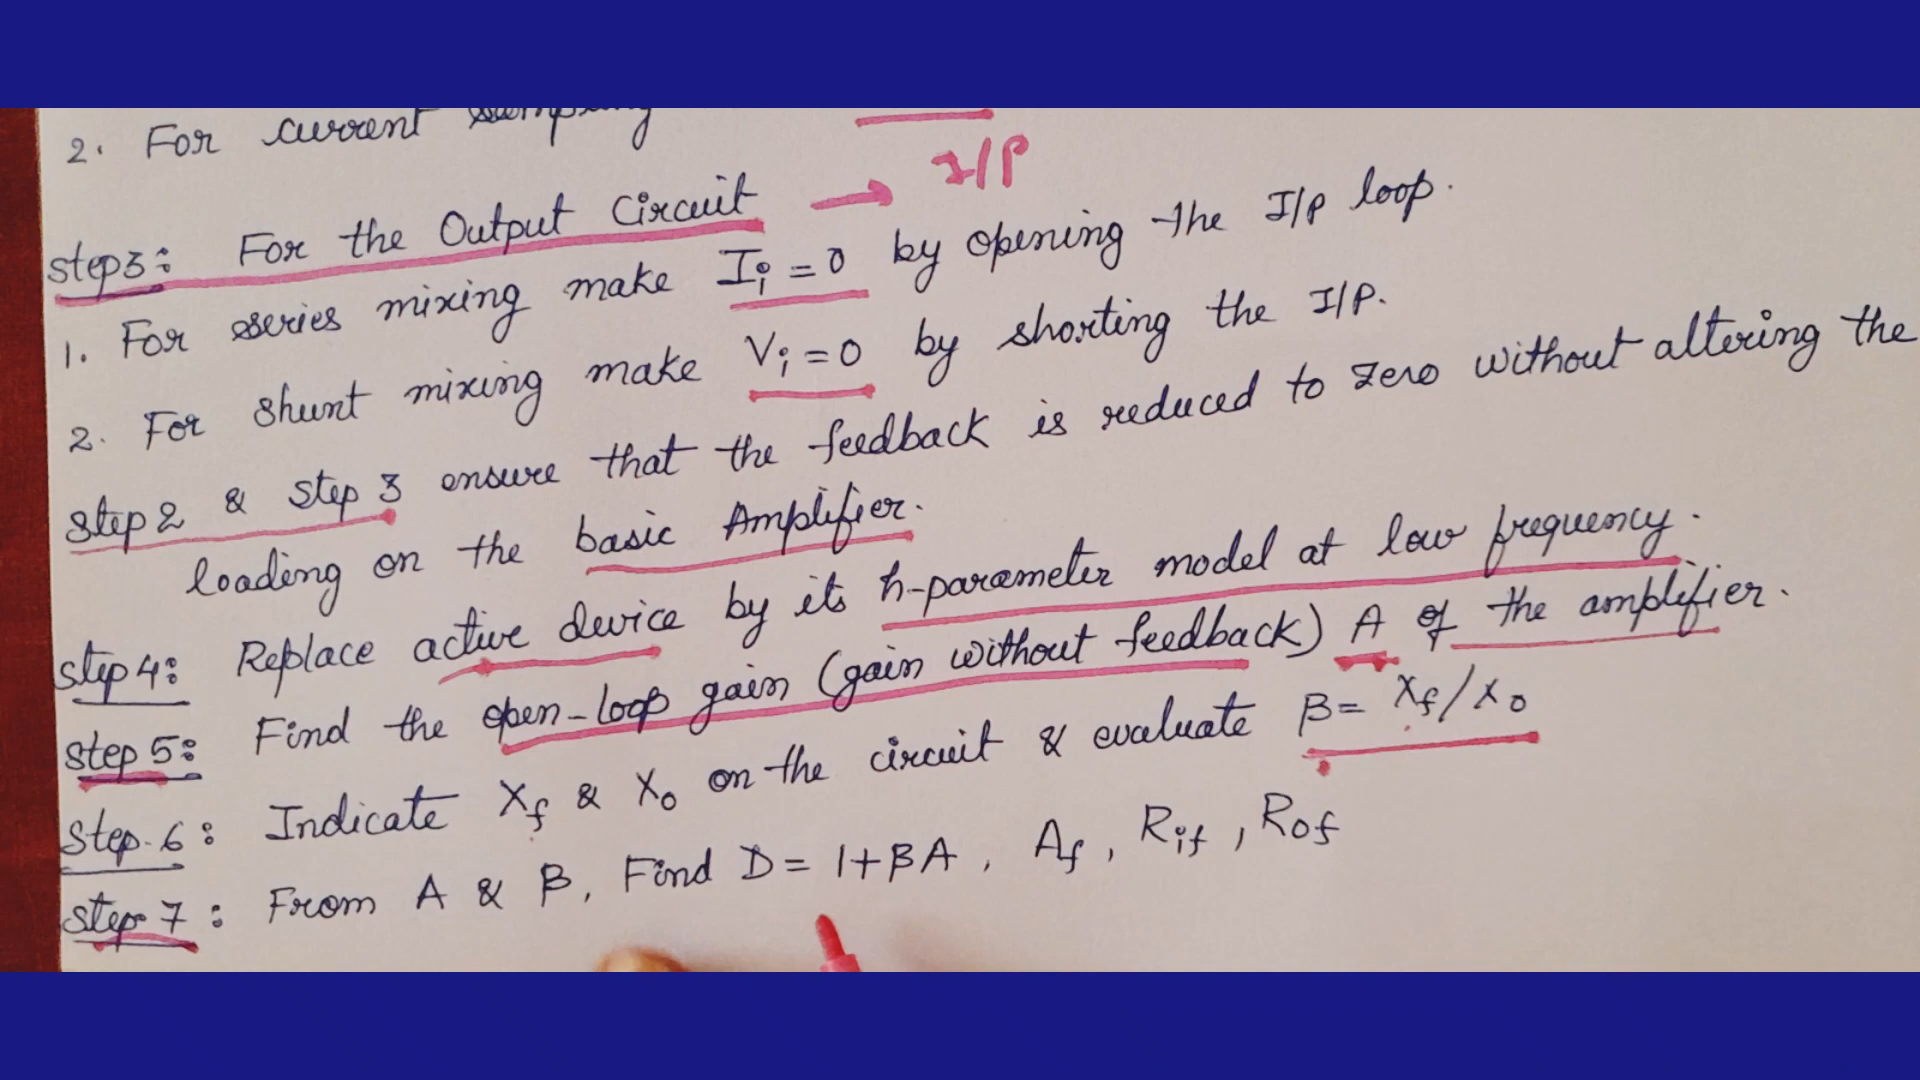 2. For current sampling
I/P
step3: For the Output Circuit →
1. For series mixing make Ii = 0 by opening the I/p loop.
2. For shunt mixing make Vi = 0 by shorting the I/P.
step 2 & step 3 ensure that the feedback is reduced to zero without altering the
loading on the basic Amplifier.
step 4: Replace active device by its h-parameter model at low frequency.
step 5: Find the open-loop gain (gain without feedback) A of the amplifier.
Step.6: Indicate Xf & Xo on the circuit & evaluate β = Xf/Xo
step 7: From A & β, Find D = 1+βA, Af, Rif, Rof